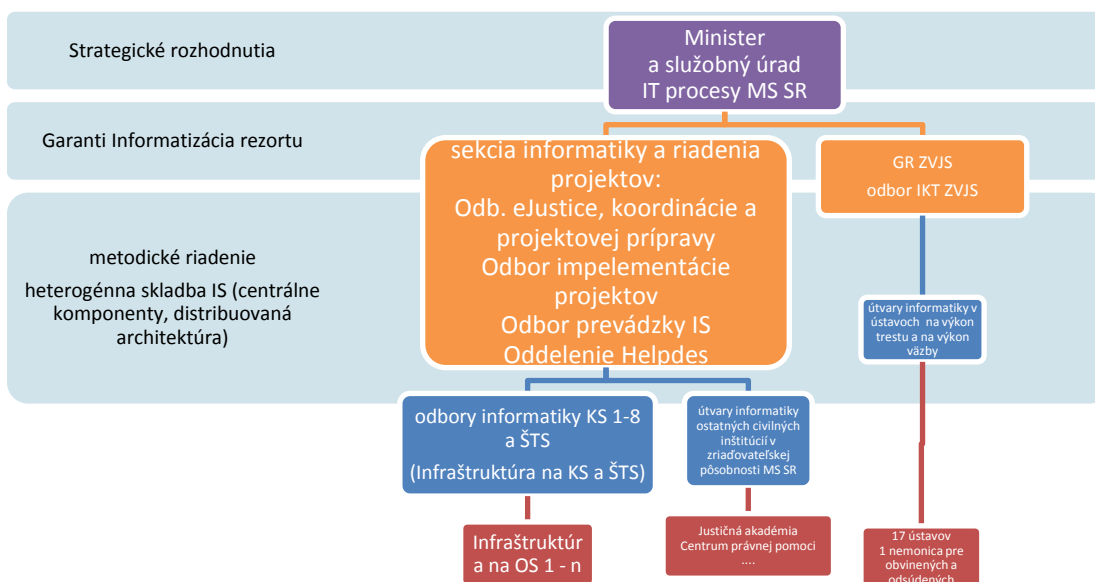 Strategické rozhodnutia
Minister
a služobný úrad
IT procesy MS SR
Garanti Informatizácia rezortu
sekcia informatiky a riadenia
projektov:
Odb. eJustice, koordinácie a
projektovej prípravy
Odbor impelementácie
projektov
Odbor prevádzky IS
Oddelenie Helpdes
GR ZVJS
odbor IKT ZVJS
metodické riadenie
heterogénna skladba IS (centrálne
komponenty, distribuovaná
architektúra)
útvary informatiky v
ústavoch na výkon
trestu a na výkon
väzby
odbory informatiky KS 1-8
a ŠTS
(Infraštruktúra na KS a ŠTS)
útvary informatiky
ostatných civilných
inštitúcií v
zriaďovateľskej
pôsobnosti MS SR
Infraštruktúr
a na OS 1 - n
Justičná akadémia
Centrum právnej pomoci
....
17 ústavov
1 nemonica pre
obvinených a
odsúdených